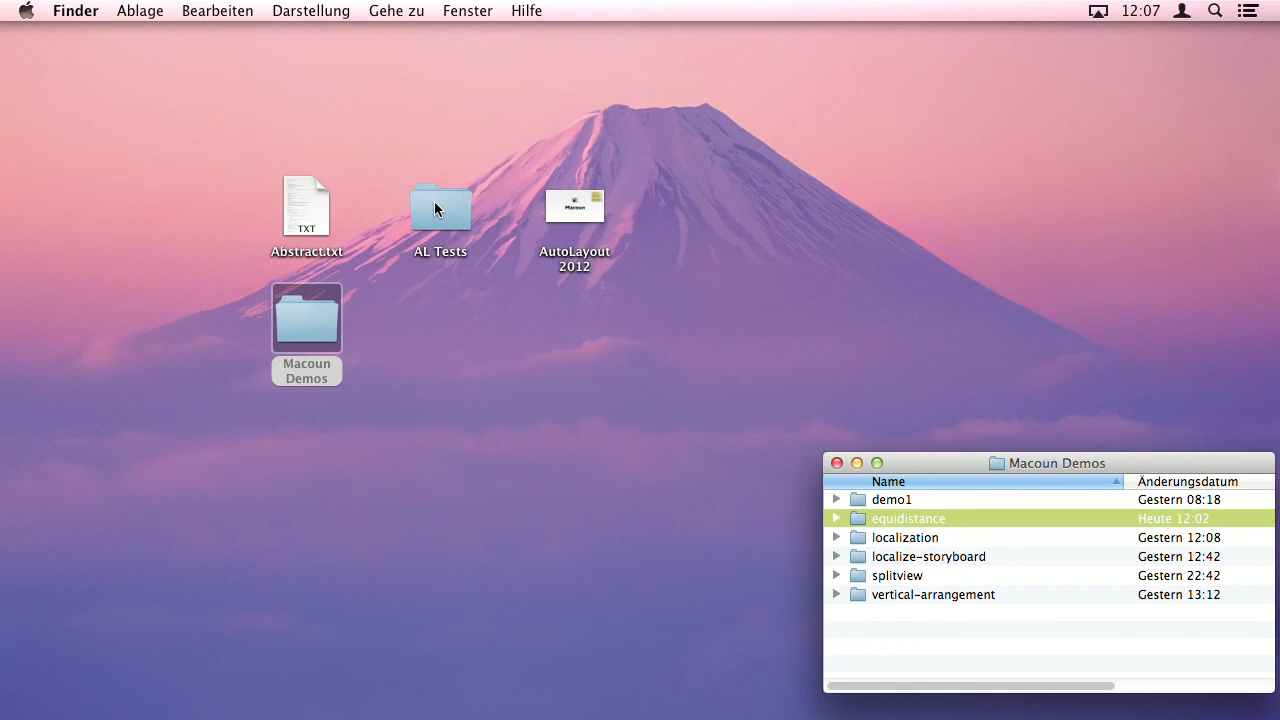 Finder Ablage Bearbeiten Darstellung Gehe zu Fenster Hilfe 12:07
TXT
Macoun
Abstract.txt AL Tests AutoLayout
2012
Macoun
Demos
Macoun Demos
Name Änderungsdatum
demo1 Gestern 08:18
equidistance Heute 12:02
localization Gestern 12:08
localize-storyboard Gestern 12:42
splitview Gestern 22:42
vertical-arrangement Gestern 13:12